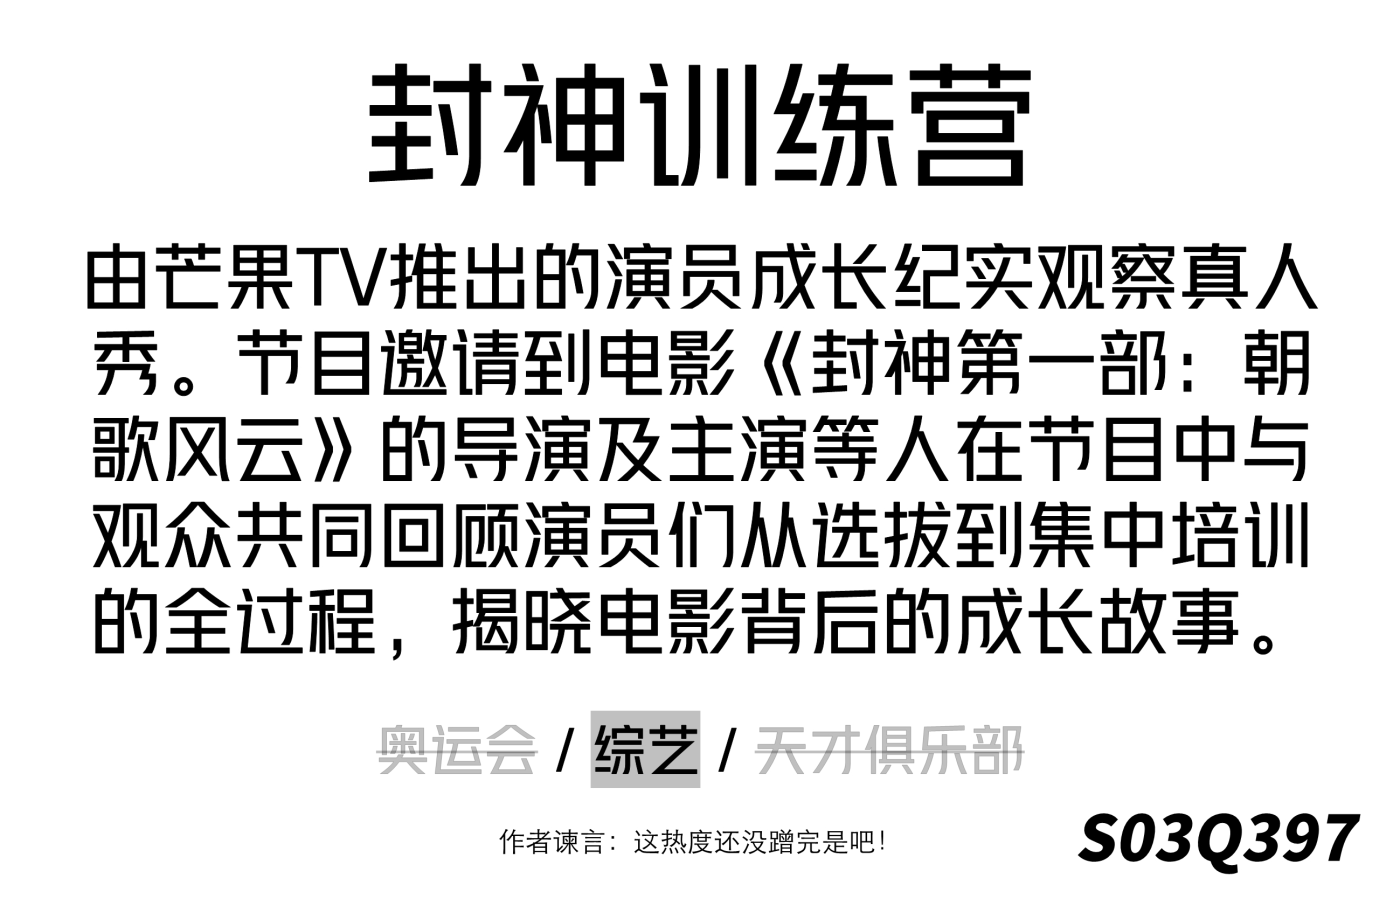 封神训练营
由芒果TV推出的演员成长纪实观察真人
秀。节目邀请到电影《封神第一部：朝
歌风云》的导演及主演等人在节目中与
观众共同回顾演员们从选拔到集中培训
的全过程，揭晓电影背后的成长故事。
奥运会 / 综艺 / 天才俱乐部
作者谏言：这热度还没蹭完是吧！
S03Q397